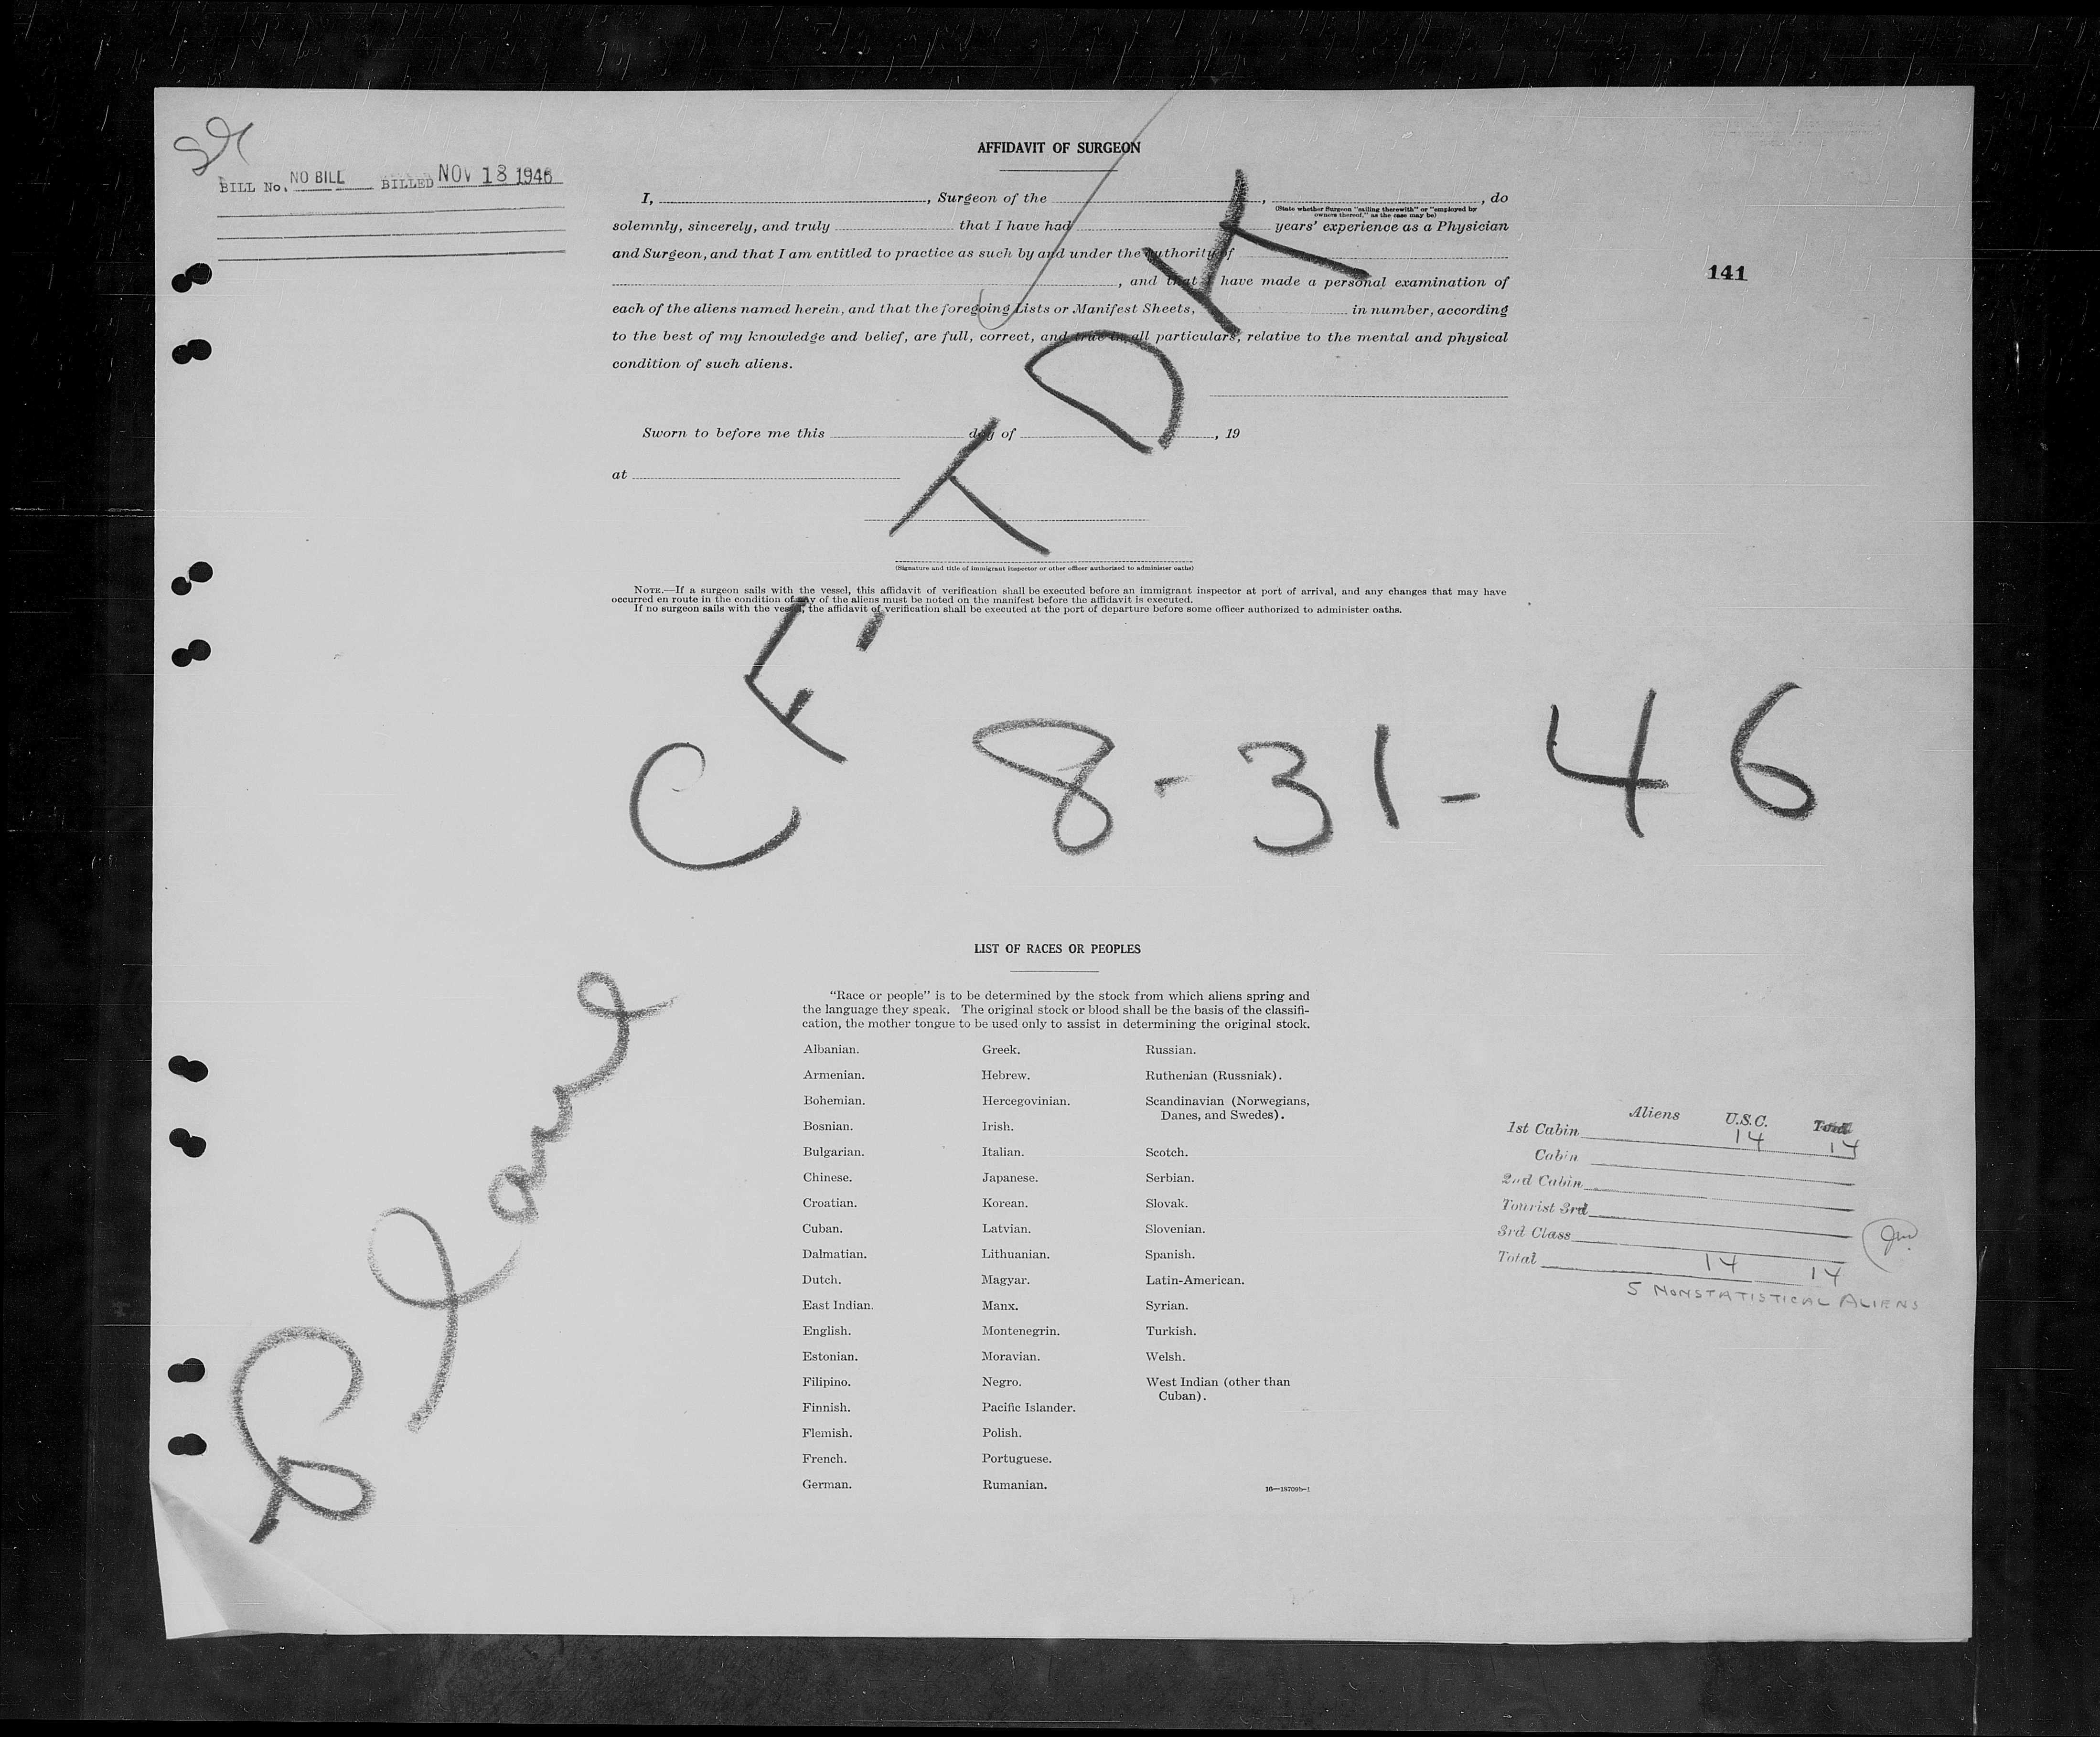 BILL No. NO BILL BILLED NOV 18 1946
AFFIDAVIT OF SURGEON
I, , Surgeon of the , , do
(State whether Surgeon "sailing therewith" or "employed by
owners thereof," as the case may be)
solemnly, sincerely, and truly that I have had years' experience as a Physician
and Surgeon, and that I am entitled to practice as such by and under the authority of
, and that I have made a personal examination of
each of the aliens named herein, and that the foregoing Lists or Manifest Sheets, in number, according
to the best of my knowledge and belief, are full, correct, and true in all particulars, relative to the mental and physical
condition of such aliens.
Sworn to before me this day of , 19
at
(Signature and title of immigrant inspector or other officer authorized to administer oaths)
NOTE.—If a surgeon sails with the vessel, this affidavit of verification shall be executed before an immigrant inspector at port of arrival, and any changes that may have
occurred en route in the condition of any of the aliens must be noted on the manifest before the affidavit is executed.
If no surgeon sails with the vessel, the affidavit of verification shall be executed at the port of departure before some officer authorized to administer oaths.
141
8-31-46
Plane
LIST OF RACES OR PEOPLES
"Race or people" is to be determined by the stock from which aliens spring and
the language they speak. The original stock or blood shall be the basis of the classifi-
cation, the mother tongue to be used only to assist in determining the original stock.
Albanian. Greek. Russian.
Armenian. Hebrew. Ruthenian (Russniak).
Bohemian. Hercegovinian. Scandinavian (Norwegians,
Danes, and Swedes).
Bosnian. Irish.
Bulgarian. Italian. Scotch.
Chinese. Japanese. Serbian.
Croatian. Korean. Slovak.
Cuban. Latvian. Slovenian.
Dalmatian. Lithuanian. Spanish.
Dutch. Magyar. Latin-American.
East Indian. Manx. Syrian.
English. Montenegrin. Turkish.
Estonian. Moravian. Welsh.
Filipino. Negro. West Indian (other than
Cuban).
Finnish. Pacific Islander.
Flemish. Polish.
French. Portuguese.
German. Rumanian.
16—18709b-1
Aliens U.S.C. Total
1st Cabin 14 14
Cabin
2nd Cabin
Tourist 3rd
3rd Class
Total 14 14
5 NONSTATISTICAL ALIENS